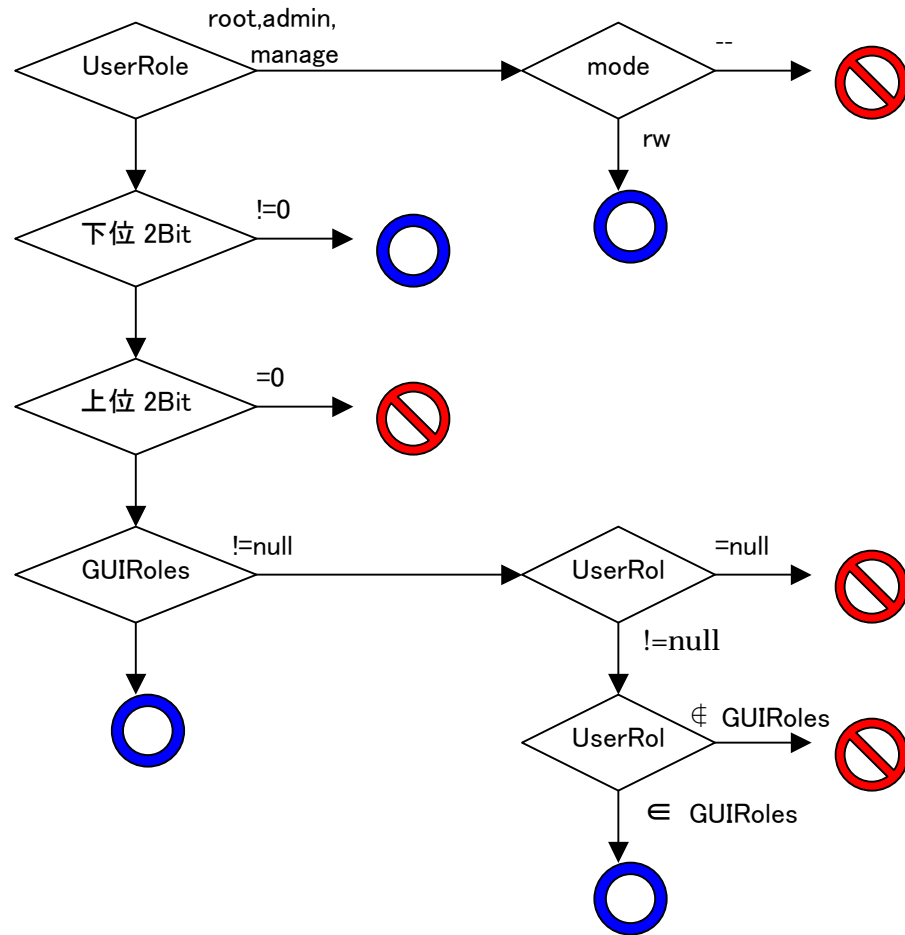 root,admin,
manage
UserRole
mode
--
rw
下位 2Bit
!=0
上位 2Bit
=0
GUIRoles
!=null
UserRol
=null
!=null
UserRol
∉ GUIRoles
∈ GUIRoles